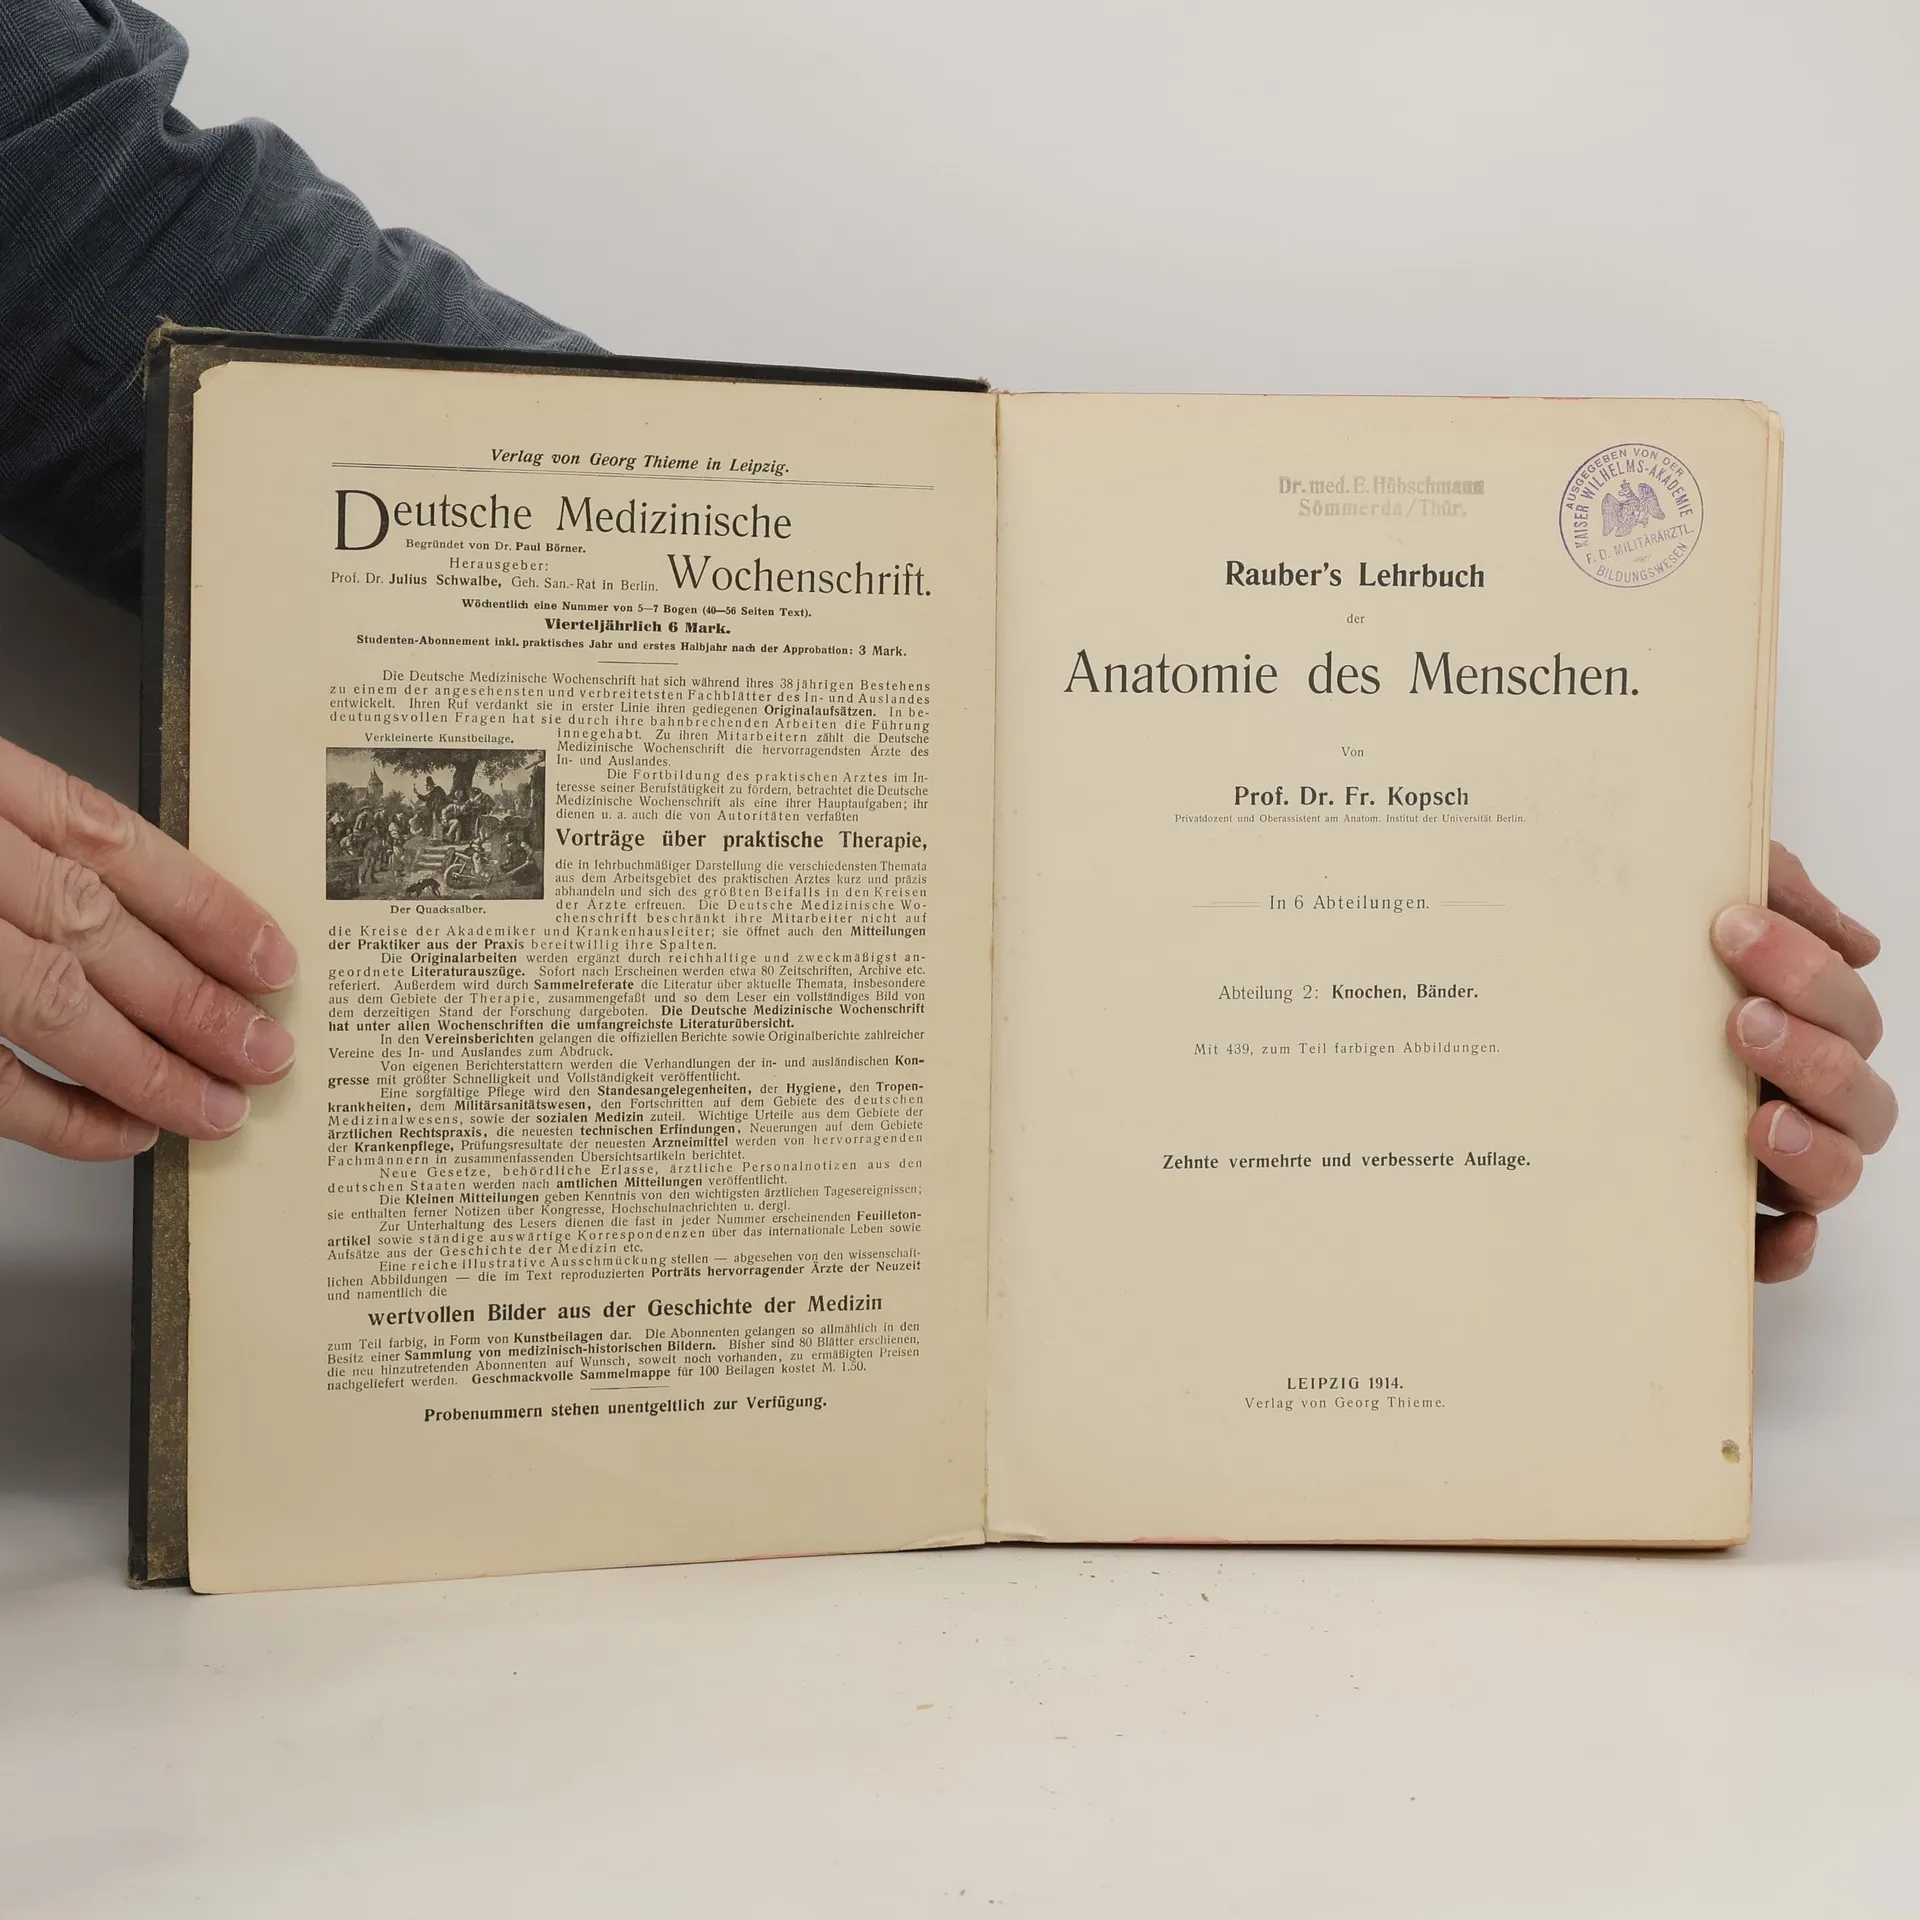 Verlag von Georg Thieme in Leipzig.
Deutsche Medizinische
Begründet von Dr. Paul Börner.
Herausgeber:
Prof. Dr. Julius Schwalbe, Geh. San.-Rat in Berlin.
Wochenschrift.
Wöchentlich eine Nummer von 5—7 Bogen (40—56 Seiten Text).
Vierteljährlich 6 Mark.
Studenten-Abonnement inkl. praktisches Jahr und erstes Halbjahr nach der Approbation: 3 Mark.
Die Deutsche Medizinische Wochenschrift hat sich während ihres 38jährigen Bestehens
zu einem der angesehensten und verbreitetsten Fachblätter des In- und Auslandes
entwickelt. Ihren Ruf verdankt sie in erster Linie ihren gediegenen Originalaufsätzen. In be-
deutungsvollen Fragen hat sie durch ihre bahnbrechenden Arbeiten die Führung
innegehabt. Zu ihren Mitarbeitern zählt die Deutsche
Medizinische Wochenschrift die hervorragendsten Ärzte des
In- und Auslandes.
Verkleinerte Kunstbeilage.
Der Quacksalber.
Die Fortbildung des praktischen Arztes im In-
teresse seiner Berufstätigkeit zu fördern, betrachtet die Deutsche
Medizinische Wochenschrift als eine ihrer Hauptaufgaben; ihr
dienen u. a. auch die von Autoritäten verfaßten
Vorträge über praktische Therapie,
die in lehrbuchmäßiger Darstellung die verschiedensten Themata
aus dem Arbeitsgebiet des praktischen Arztes kurz und präzis
abhandeln und sich des größten Beifalls in den Kreisen
der Ärzte erfreuen. Die Deutsche Medizinische Wo-
chenschrift beschränkt ihre Mitarbeiter nicht auf
die Kreise der Akademiker und Krankenhausleiter; sie öffnet auch den Mitteilungen
der Praktiker aus der Praxis bereitwillig ihre Spalten.
Die Originalarbeiten werden ergänzt durch reichhaltige und zweckmäßigst an-
geordnete Literaturauszüge. Sofort nach Erscheinen werden etwa 80 Zeitschriften, Archive etc.
referiert. Außerdem wird durch Sammelreferate die Literatur über aktuelle Themata, insbesondere
aus dem Gebiete der Therapie, zusammengefaßt und so dem Leser ein vollständiges Bild von
dem derzeitigen Stand der Forschung dargeboten. Die Deutsche Medizinische Wochenschrift
hat unter allen Wochenschriften die umfangreichste Literaturübersicht.
In den Vereinsberichten gelangen die offiziellen Berichte sowie Originalberichte zahlreicher
Vereine des In- und Auslandes zum Abdruck.
Von eigenen Berichterstattern werden die Verhandlungen der in- und ausländischen Kon-
gresse mit größter Schnelligkeit und Vollständigkeit veröffentlicht.
Eine sorgfältige Pflege wird den Standesangelegenheiten, der Hygiene, den Tropen-
krankheiten, dem Militärsanitätswesen, den Fortschritten auf dem Gebiete des deutschen
Medizinalwesens, sowie der sozialen Medizin zuteil. Wichtige Urteile aus dem Gebiete der
ärztlichen Rechtspraxis, die neuesten technischen Erfindungen, Neuerungen auf dem Gebiete
der Krankenpflege, Prüfungsresultate der neuesten Arzneimittel werden von hervorragenden
Fachmännern in zusammenfassenden Übersichtsartikeln berichtet.
Neue Gesetze, behördliche Erlasse, ärztliche Personalnotizen aus den
deutschen Staaten werden nach amtlichen Mitteilungen veröffentlicht.
Die Kleinen Mitteilungen geben Kenntnis von den wichtigsten ärztlichen Tagesereignissen;
sie enthalten ferner Notizen über Kongresse, Hochschulnachrichten u. dergl.
Zur Unterhaltung des Lesers dienen die fast in jeder Nummer erscheinenden Feuilleton-
artikel sowie ständige auswärtige Korrespondenzen über das internationale Leben sowie
Aufsätze aus der Geschichte der Medizin etc.
Eine reiche illustrative Ausschmückung stellen — abgesehen von den wissenschaft-
lichen Abbildungen — die im Text reproduzierten Porträts hervorragender Ärzte der Neuzeit
und namentlich die
wertvollen Bilder aus der Geschichte der Medizin
zum Teil farbig, in Form von Kunstbeilagen dar. Die Abonnenten gelangen so allmählich in den
Besitz einer Sammlung von medizinisch-historischen Bildern. Bisher sind 80 Blätter erschienen,
die neu hinzutretenden Abonnenten auf Wunsch, soweit noch vorhanden, zu ermäßigten Preisen
nachgeliefert werden. Geschmackvolle Sammelmappe für 100 Beilagen kostet M. 1.50.
Probenummern stehen unentgeltlich zur Verfügung.
Dr. med. E. Hübschmann
Sömmerda/Thür.
AUSGEGEBEN VON DER
KAISER WILHELMS-AKADEMIE
F. D. MILITÄRÄRZTL.
BILDUNGSWESEN
Rauber's Lehrbuch
der
Anatomie des Menschen.
Von
Prof. Dr. Fr. Kopsch
Privatdozent und Oberassistent am Anatom. Institut der Universität Berlin.
In 6 Abteilungen.
Abteilung 2: Knochen, Bänder.
Mit 439, zum Teil farbigen Abbildungen.
Zehnte vermehrte und verbesserte Auflage.
LEIPZIG 1914.
Verlag von Georg Thieme.